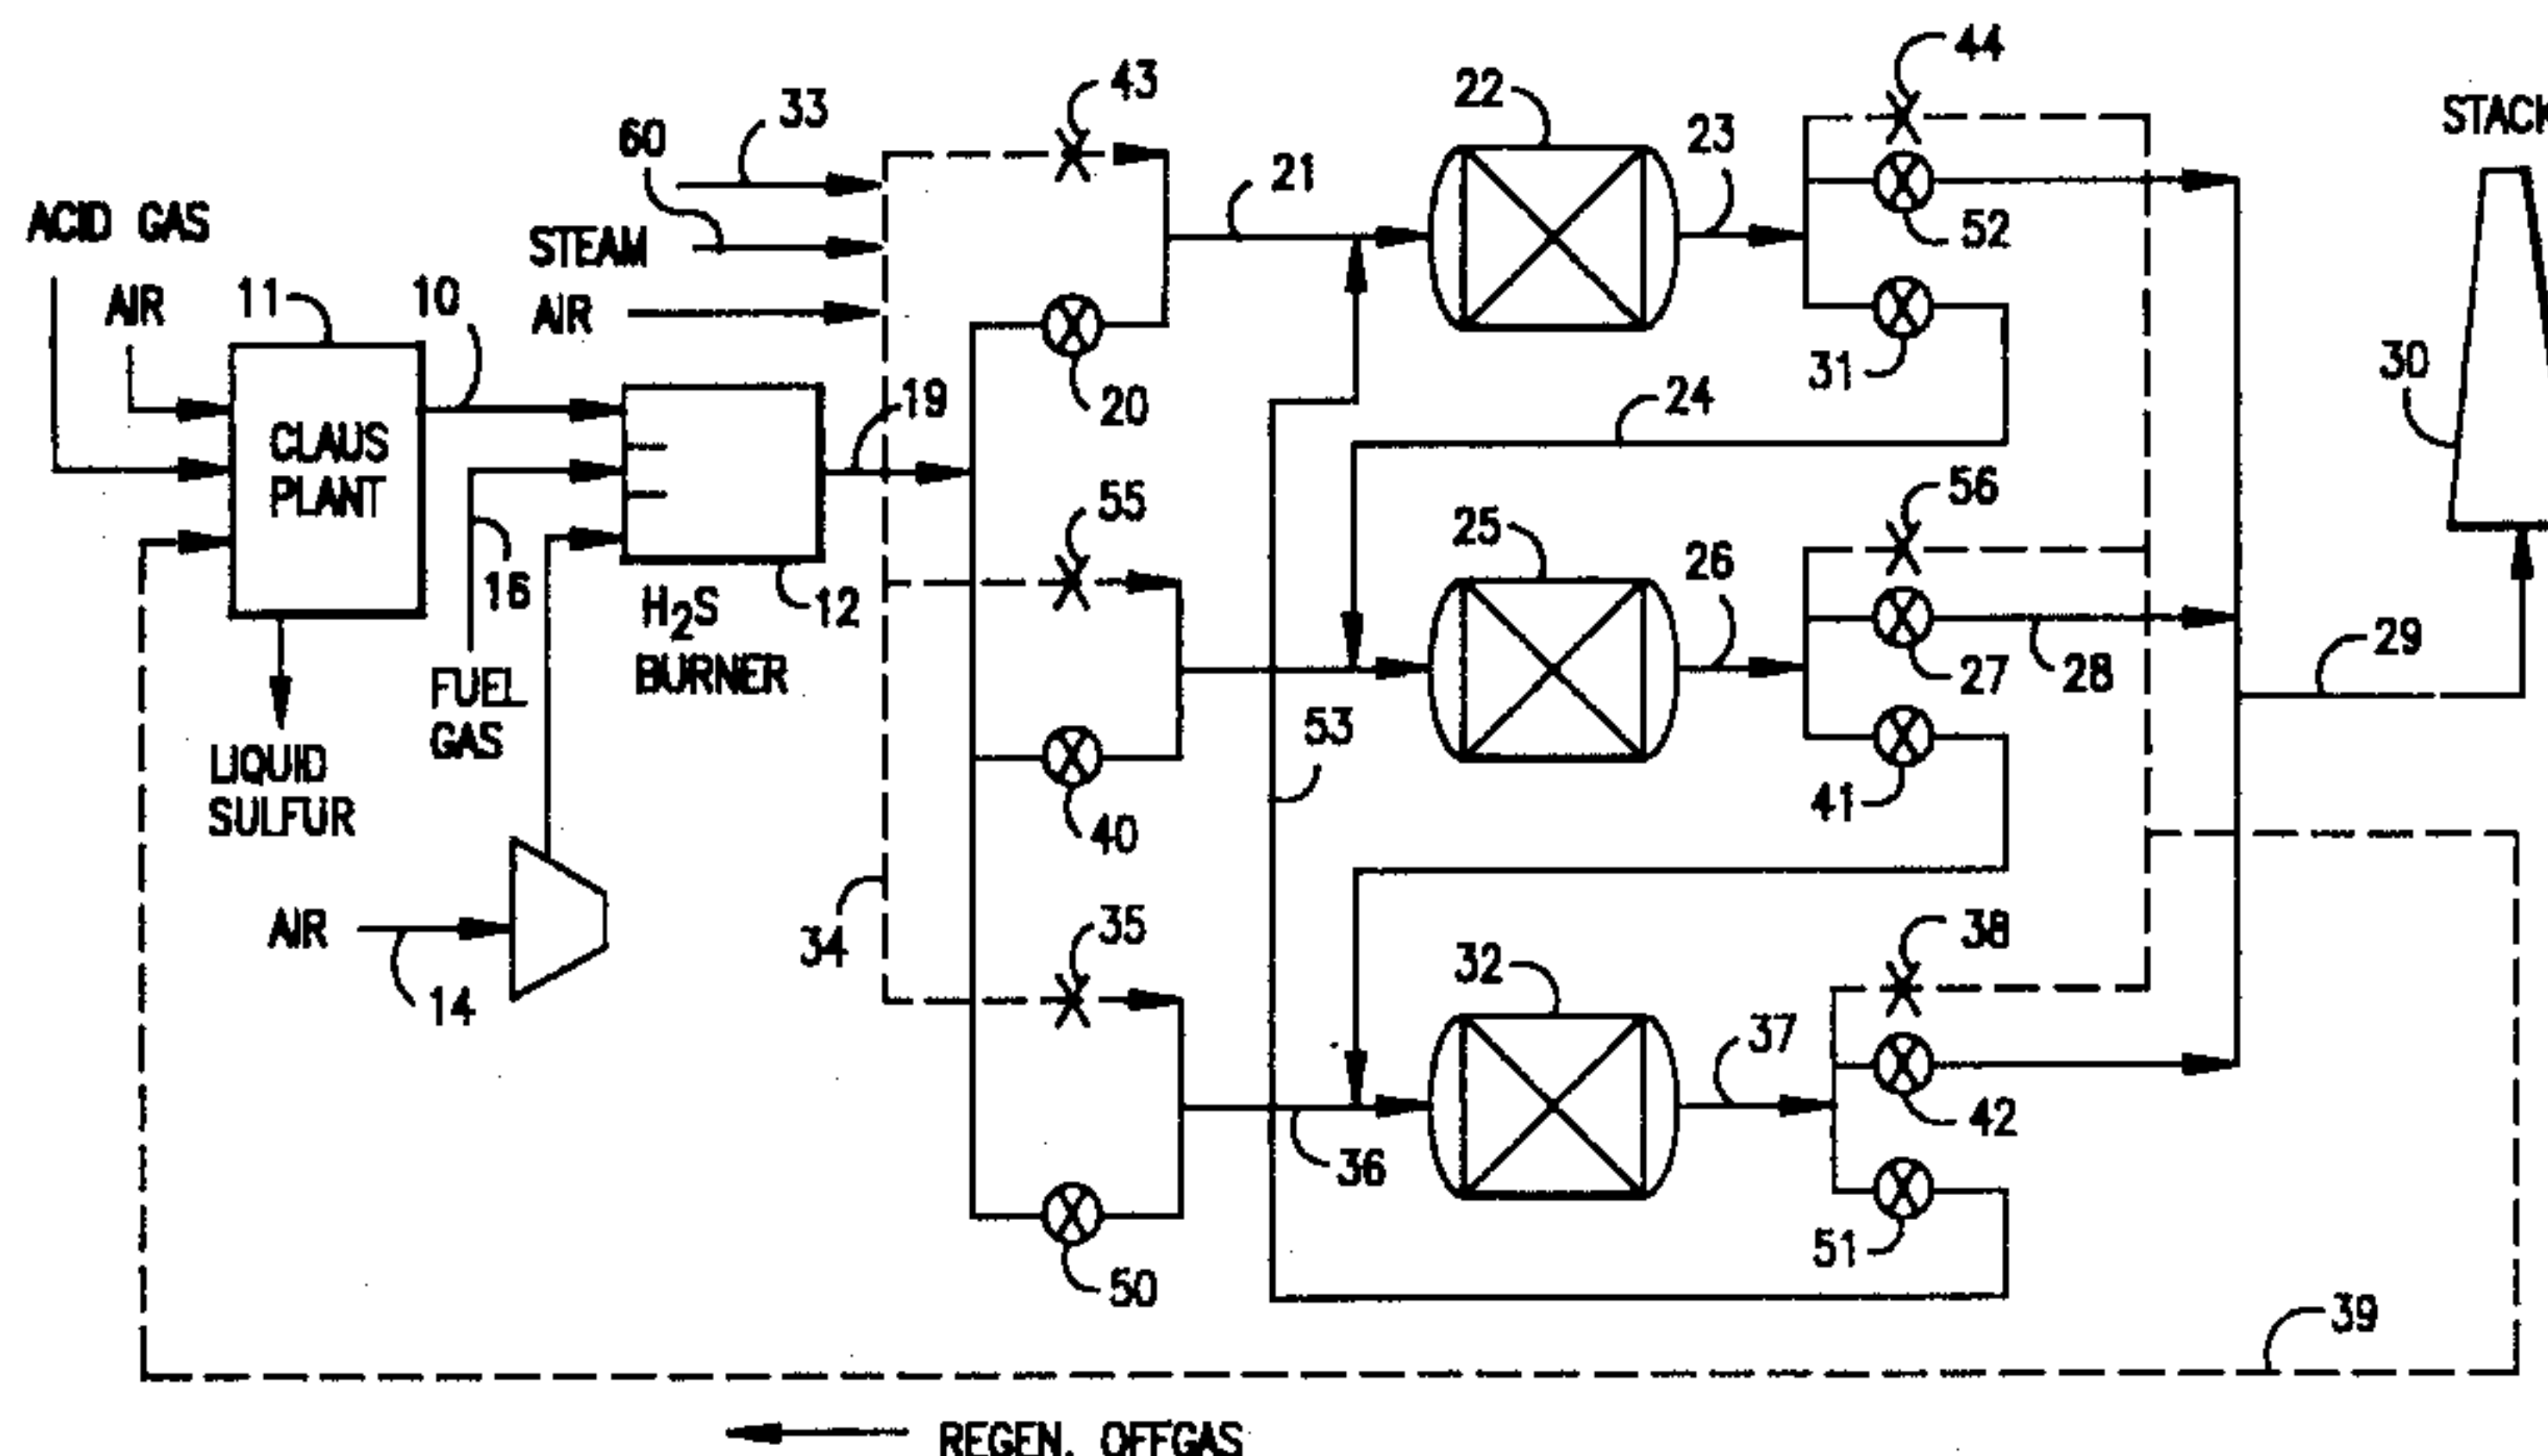 44
43
22
33
23
STACK
60
21
ACID GAS
STEAM
52
AIR
11
10
AIR
30
31
20
19
24
CLAUS
PLANT
55
56
25
26
16
H2S
12
BURNER
27
28
29
FUEL
GAS
53
LIQUID
SULFUR
41
40
AIR
34
35
32
38
14
37
42
36
51
50
39
REGEN. OFFGAS